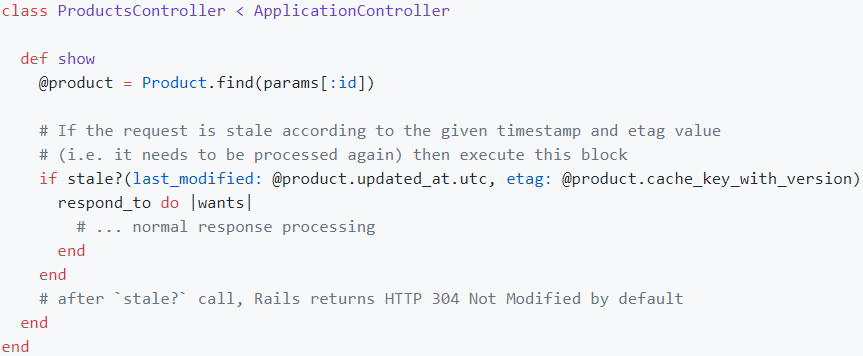 class ProductsController < ApplicationController
def show
@product = Product.find(params[:id])
# If the request is stale according to the given timestamp and etag value
# (i.e. it needs to be processed again) then execute this block
if stale?(last_modified: @product.updated_at.utc, etag: @product.cache_key_with_version)
respond_to do |wants|
# ... normal response processing
end
end
# after `stale?` call, Rails returns HTTP 304 Not Modified by default
end
end